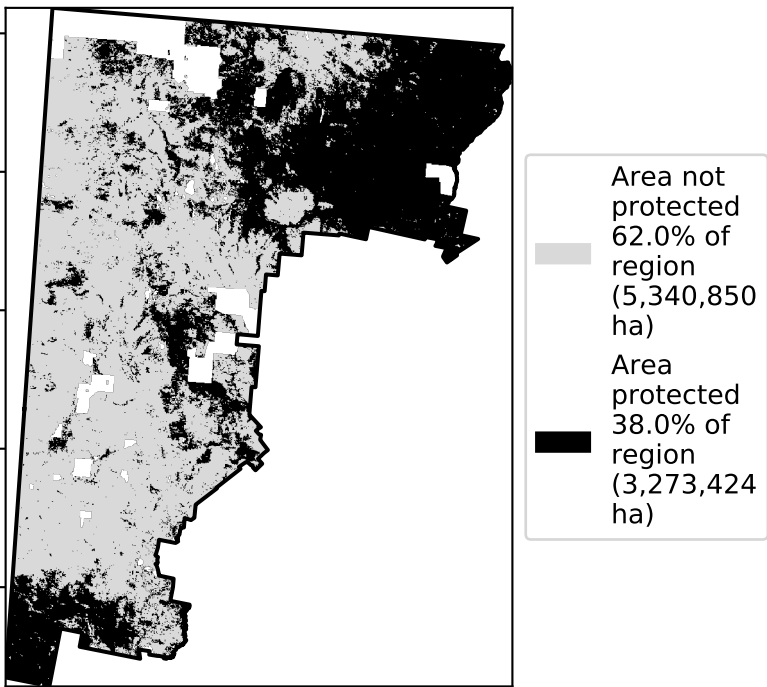 Area not
protected
62.0% of
region
(5,340,850
ha)
Area
protected
38.0% of
region
(3,273,424
ha)